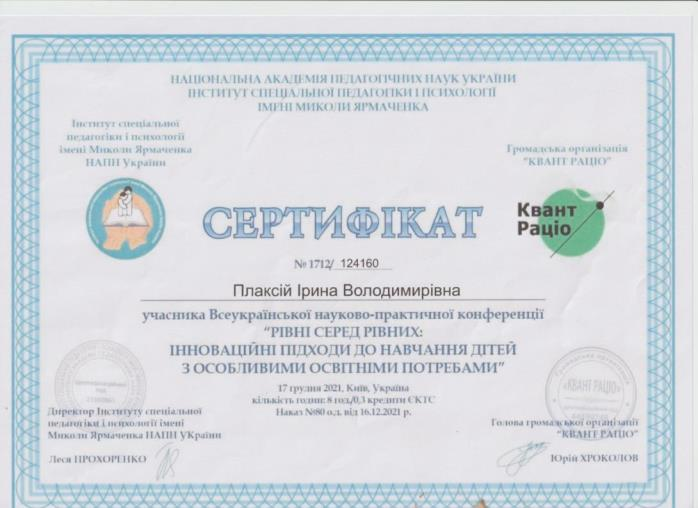 НАЦІОНАЛЬНА АКАДЕМІЯ ПЕДАГОГІЧНИХ НАУК УКРАЇНИ
ІНСТИТУТ СПЕЦІАЛЬНОЇ ПЕДАГОГІКИ І ПСИХОЛОГІЇ
ІМЕНІ МИКОЛИ ЯРМАЧЕНКА
Інститут спеціальної
педагогіки і психології
імені Миколи Ярмаченка
НАПН України
Громадська організація
"КВАНТ РАЦІО"
СЕРТИФІКАТ
Квант
Раціо
№ 1712/ 124160
Плаксій Ірина Володимирівна
учасника Всеукраїнської науково-практичної конференції
"РІВНІ СЕРЕД РІВНИХ:
ІННОВАЦІЙНІ ПІДХОДИ ДО НАВЧАННЯ ДІТЕЙ
З ОСОБЛИВИМИ ОСВІТНІМИ ПОТРЕБАМИ"
17 грудня 2021, Київ, Україна
кількість годин: 8 год./0,3 кредити ЄКТС
Наказ №80 о.д. від 16.12.2021 р.
Директор Інституту спеціальної
педагогіки і психології імені
Миколи Ярмаченка НАПН УКраїни
Леся ПРОХОРЕНКО
«КВАНТ РАЦІО»
Голова громадської організації
"КВАНТ РАЦІО"
Юрій ХРОКОЛОВ